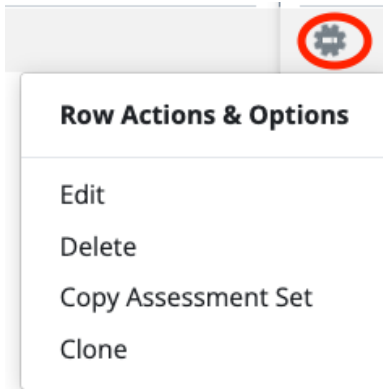 Row Actions & Options
Edit
Delete
Copy Assessment Set
Clone